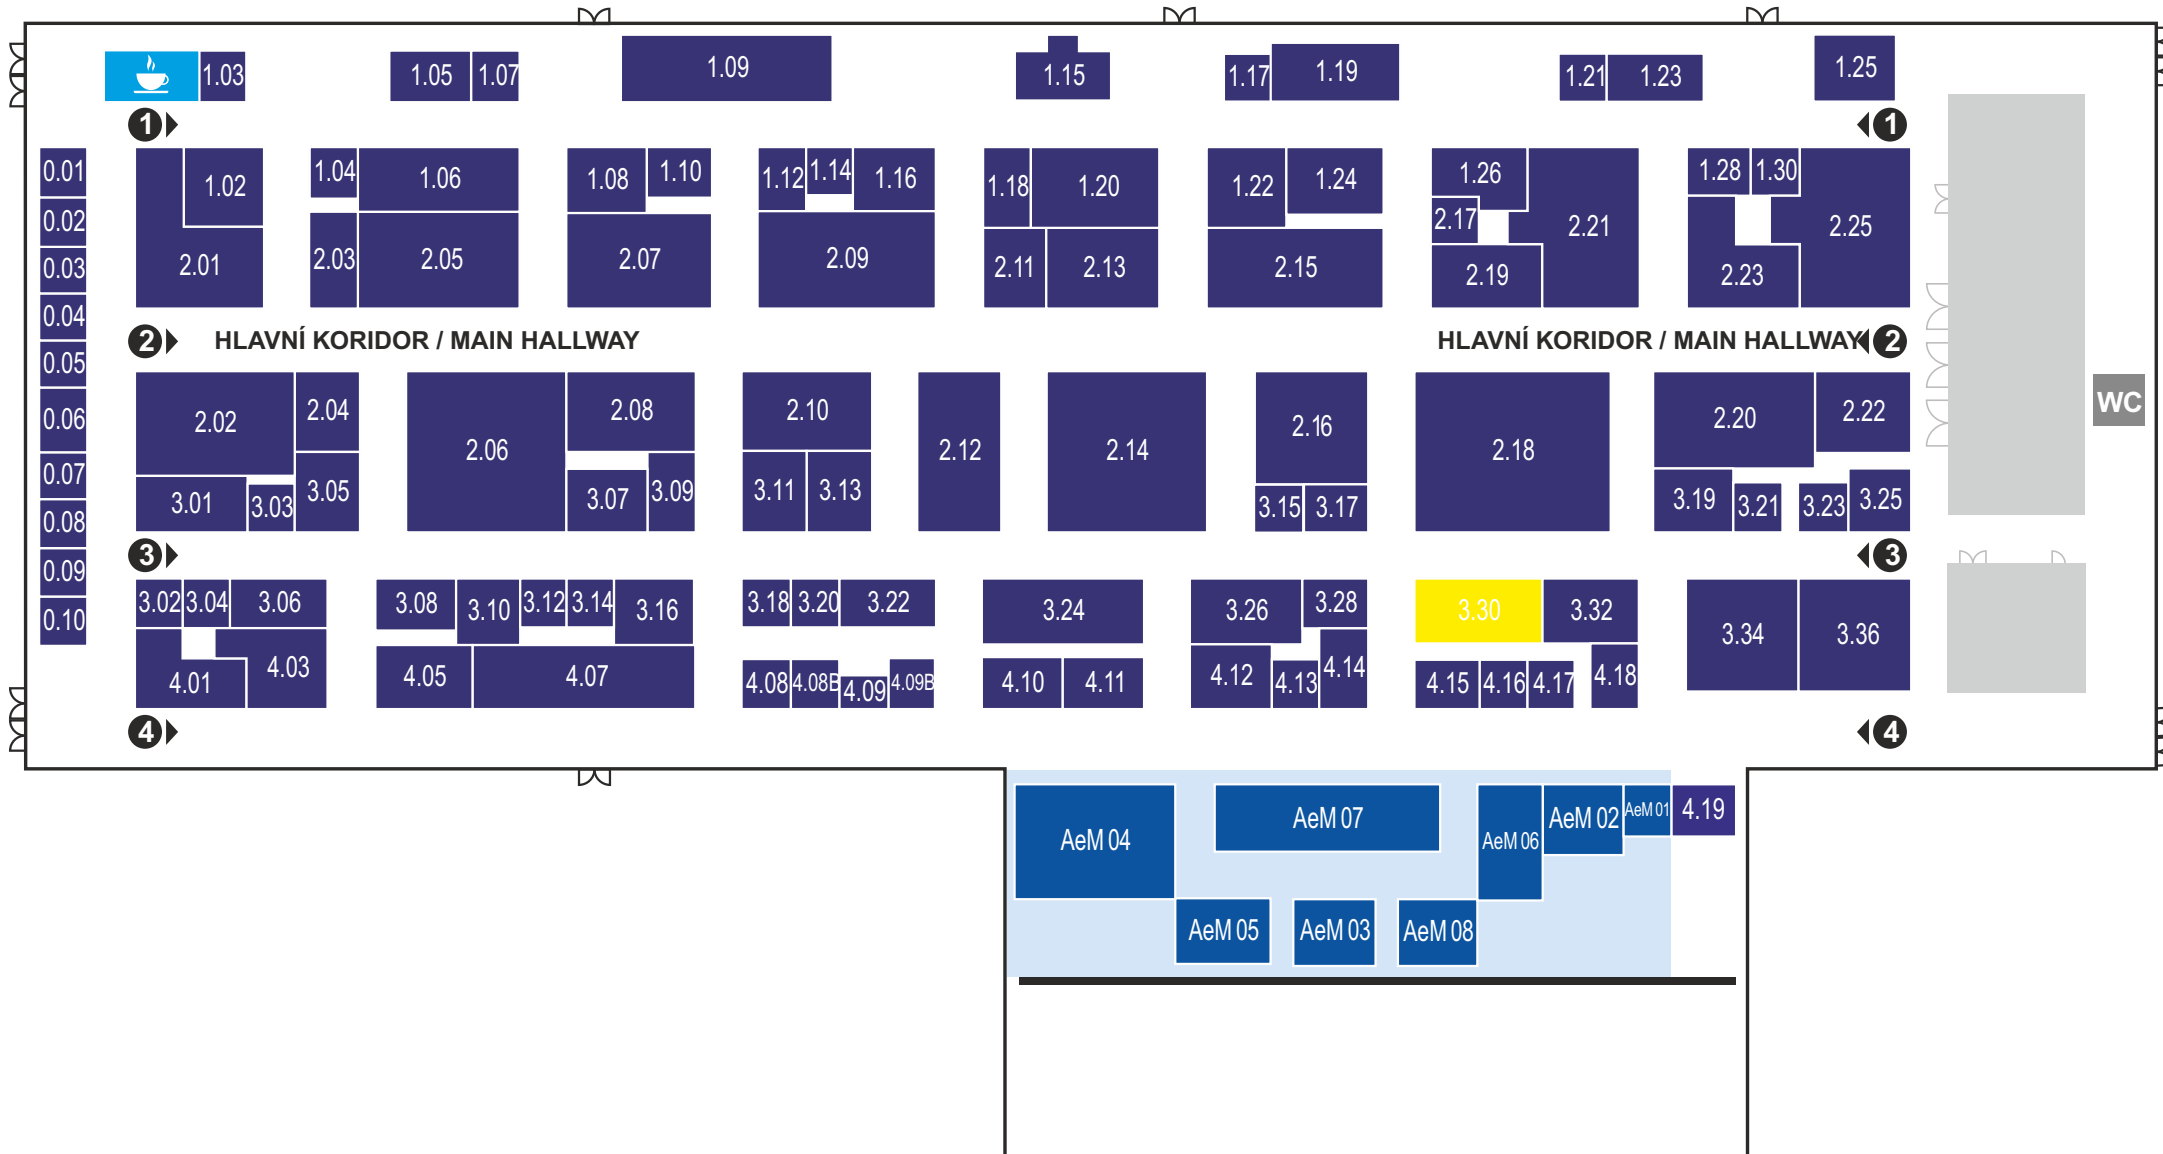 1.03 1.05 1.07 1.09 1.15 1.17 1.19 1.21 1.23 1.25
1 1
0.01 1.02 1.04 1.06 1.08 1.10 1.12 1.14 1.16 1.18 1.20 1.22 1.24 1.26 1.28 1.30
0.02 2.17 2.21 2.25
0.03 2.01 2.03 2.05 2.07 2.09 2.11 2.13 2.15 2.19 2.23
0.04
2 HLAVNÍ KORIDOR / MAIN HALLWAY HLAVNÍ KORIDOR / MAIN HALLWAY 2
0.05
0.06 2.02 2.04 2.06 2.08 2.10 2.12 2.14 2.16 2.18 2.20 2.22 WC
0.07 3.01 3.03 3.05 3.07 3.09 3.11 3.13 3.15 3.17 3.19 3.21 3.23 3.25
0.08
3 3
0.09
3.02 3.04 3.06 3.08 3.10 3.12 3.14 3.16 3.18 3.20 3.22 3.24 3.26 3.28 3.30 3.32 3.34 3.36
0.10
4.01 4.03 4.05 4.07 4.08 4.08B 4.09 4.09B 4.10 4.11 4.12 4.13 4.14 4.15 4.16 4.17 4.18
4 4
AeM 04 AeM 07 AeM 06 AeM 02 AeM 01 4.19
AeM 05 AeM 03 AeM 08